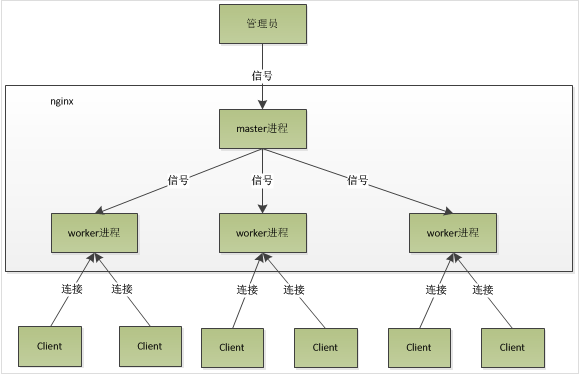 管理员
信号
nginx
master进程
信号
信号
信号
worker进程
worker进程
worker进程
连接
连接
连接
连接
连接
连接
Client
Client
Client
Client
Client
Client